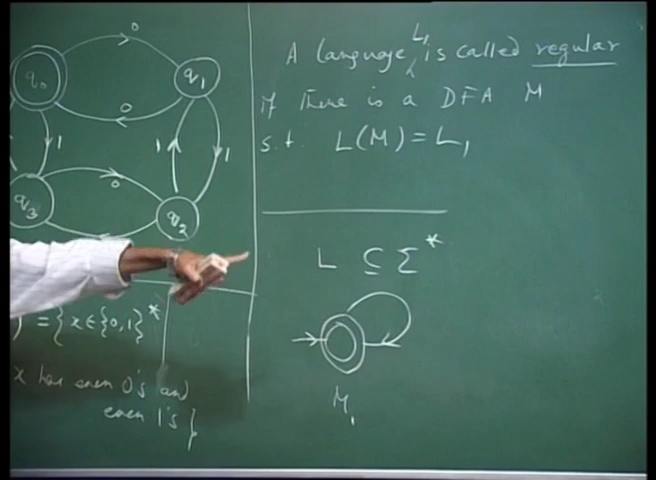 A language L₁ is called regular
if there is a DFA M
s.t. L(M) = L₁
L ⊆ Σ*
M₁
q₀
0
q₁
0
1
1
1
q₃
0
q₂
) = { x ∈ {0,1}*
x has even 0's and
even 1's }